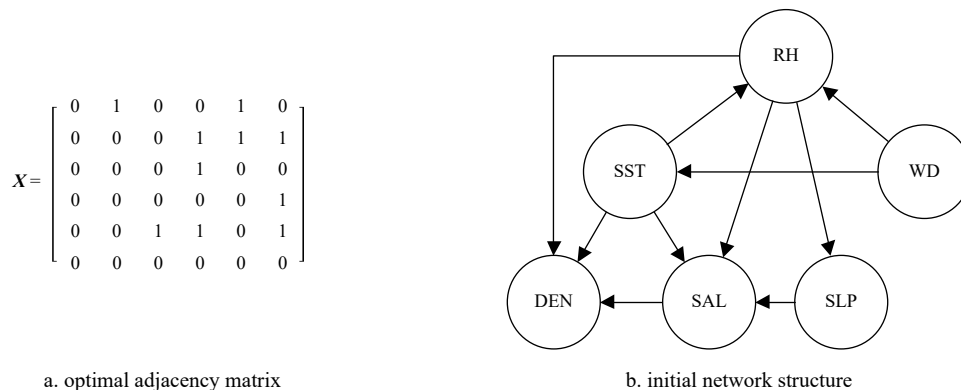 X =
0 1 0 0 1 0
0 0 0 1 1 1
0 0 0 1 0 0
0 0 0 0 0 1
0 0 1 1 0 1
0 0 0 0 0 0
RH
SST
WD
DEN
SAL
SLP
a. optimal adjacency matrix
b. initial network structure